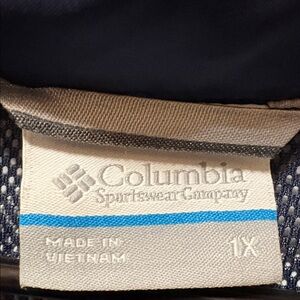 Columbia
Sportswear Company
MADE IN
VIETNAM
1X